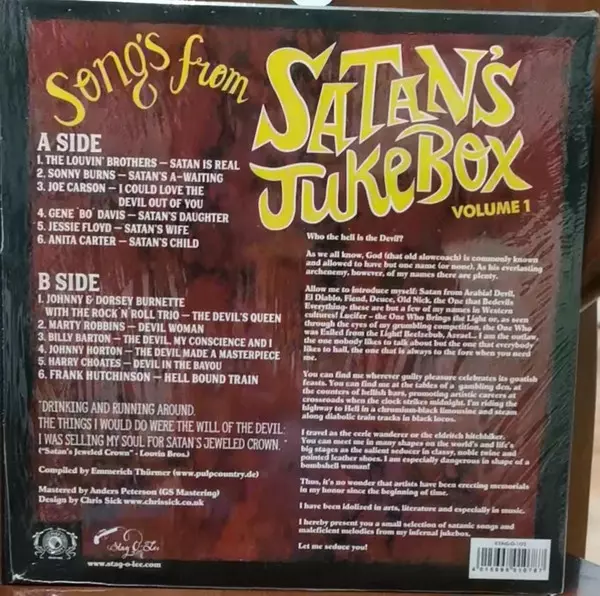 Songs from
SATAN'S
JUKEBOX
VOLUME 1
A SIDE
1. THE LOUVIN' BROTHERS – SATAN IS REAL
2. SONNY BURNS – SATAN'S A-WAITING
3. JOE CARSON – I COULD LOVE THE
DEVIL OUT OF YOU
4. GENE 'BO' DAVIS – SATAN'S DAUGHTER
5. JESSIE FLOYD – SATAN'S WIFE
6. ANITA CARTER – SATAN'S CHILD
B SIDE
1. JOHNNY & DORSEY BURNETTE
WITH THE ROCK'N'ROLL TRIO – THE DEVIL'S QUEEN
2. MARTY ROBBINS – DEVIL WOMAN
3. BILLY BARTON – THE DEVIL, MY CONSCIENCE AND I
4. JOHNNY HORTON – THE DEVIL MADE A MASTERPIECE
5. HARRY CHOATES – DEVIL IN THE BAYOU
6. FRANK HUTCHINSON – HELL BOUND TRAIN
"DRINKING AND RUNNING AROUND.
THE THINGS I WOULD DO WERE THE WILL OF THE DEVIL:
I WAS SELLING MY SOUL FOR SATAN'S JEWELED CROWN."
("Satan's Jeweled Crown" - Louvin Bros.)
Compiled by Emmerich Thürmer (www.pulpcountry.de)
Mastered by Anders Peterson (GS Mastering)
Design by Chris Sick www.chrissick.co.uk
Stag-O-Lee
www.stag-o-lee.com
Who the hell is the Devil?
As we all know, God (that old slowcoach) is commonly known
and allowed to have but one name (or none). As his everlasting
archenemy, however, of my names there are plenty.
Allow me to introduce myself: Satan from Arabia! Devil,
El Diablo, Fiend, Deuce, Old Nick, the One that Bedevils
Everything- these are but a few of my names in Western
cultures! Lucifer - the One Who Brings the Light or, as seen
through the eyes of my grumbling competition, the One Who
was Exiled from the Light! Beelzebub, Azreat... I am the outlaw,
the one nobody likes to talk about but the one that everybody
likes to hail, the one that is always to the fore when you need
me.
You can find me wherever guilty pleasure celebrates its goatish
feasts. You can find me at the tables of a gambling den, at
the counters of hellish bars, promoting artistic careers at
crossroads when the clock strikes midnight. I'm riding the
highway to Hell in a chromium-black limousine and steam
along diabolic train tracks in black locos.
I travel as the eerie wanderer or the eldritch hitchhiker.
You can meet me in many shapes on the world's and life's
big stages as the salient seducer in classy, noble twine and
pointed leather shoes. I am especially dangerous in shape of a
bombshell woman!
Thus, it's no wonder that artists have been erecting memorials
in my honor since the beginning of time.
I have been idolized in arts, literature and especially in music.
I hereby present you a small selection of satanic songs and
maleficient melodies from my infernal jukebox.
Let me seduce you!